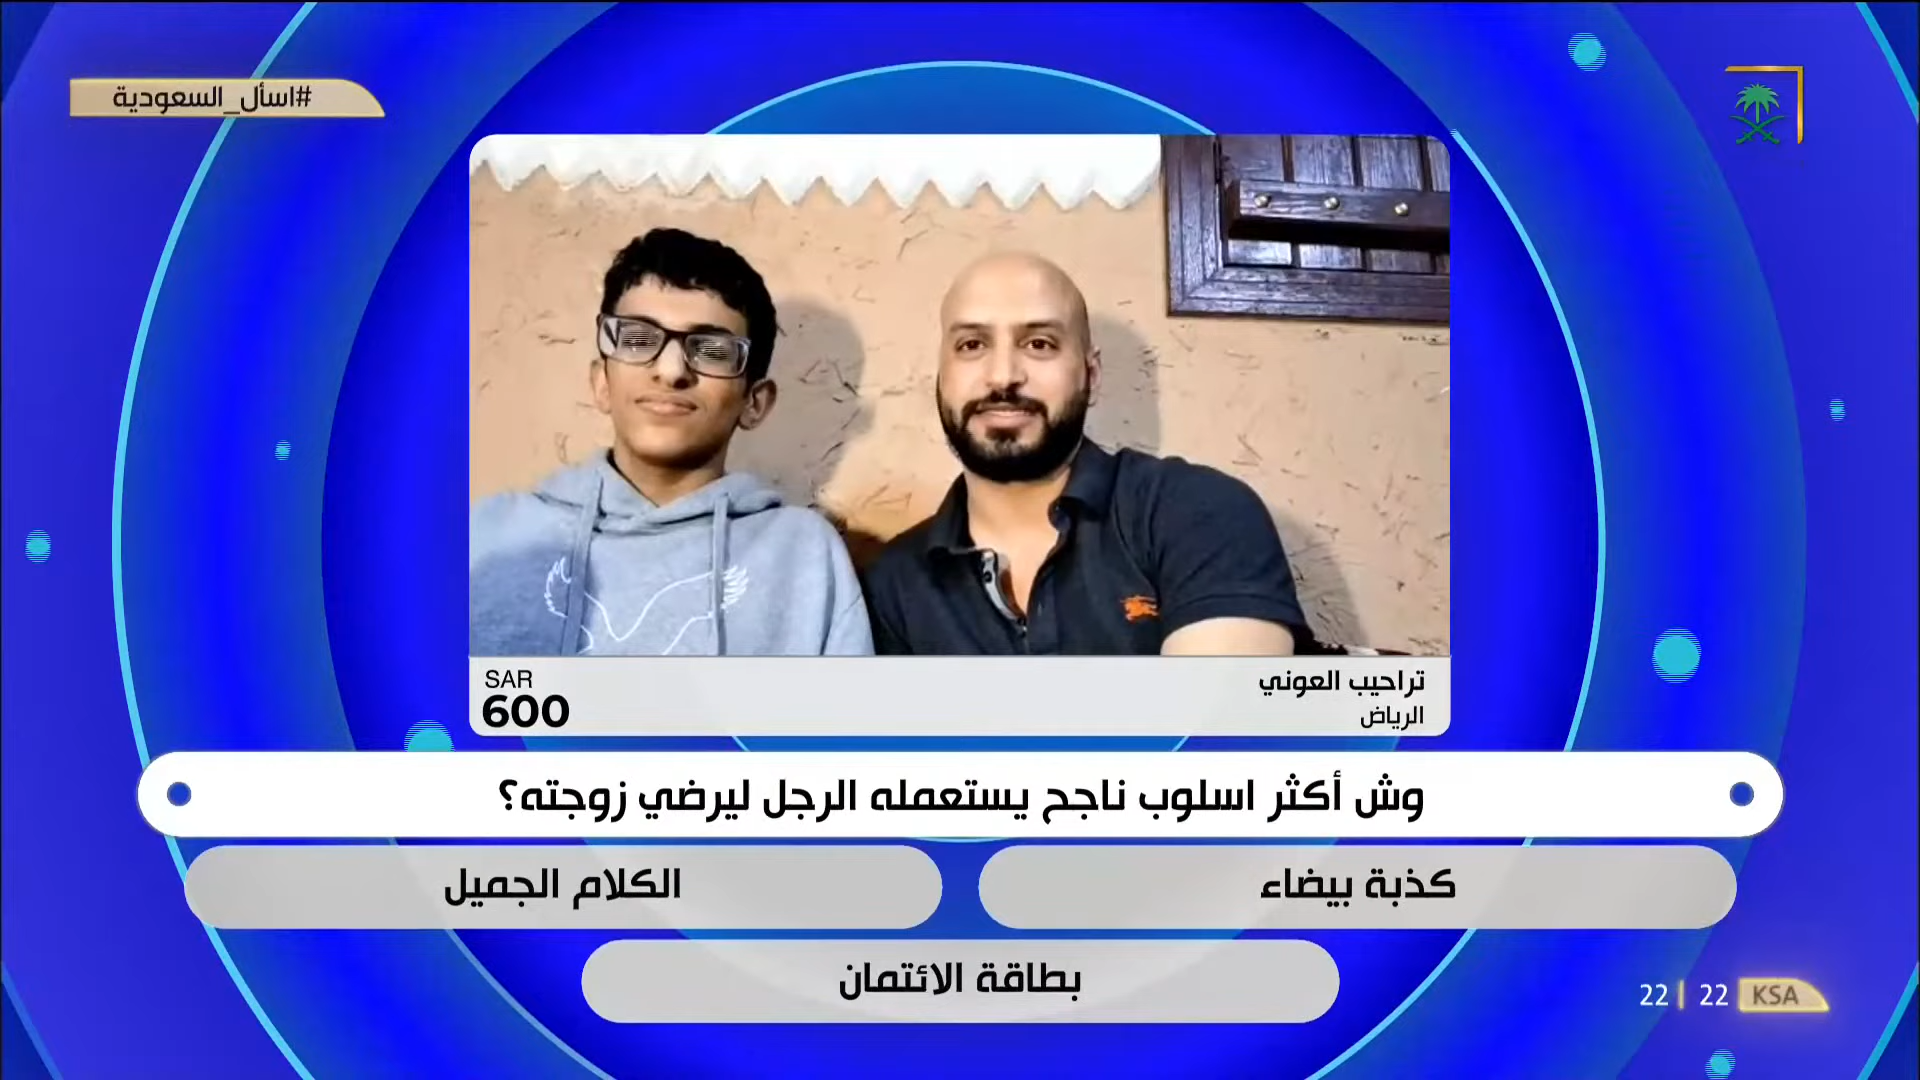 #اسأل_السعودية
تراحيب العوني
الرياض
SAR
600
وش أكثر اسلوب ناجح يستعمله الرجل ليرضي زوجته؟
كذبة بيضاء
الكلام الجميل
بطاقة الائتمان
22 | 22 KSA